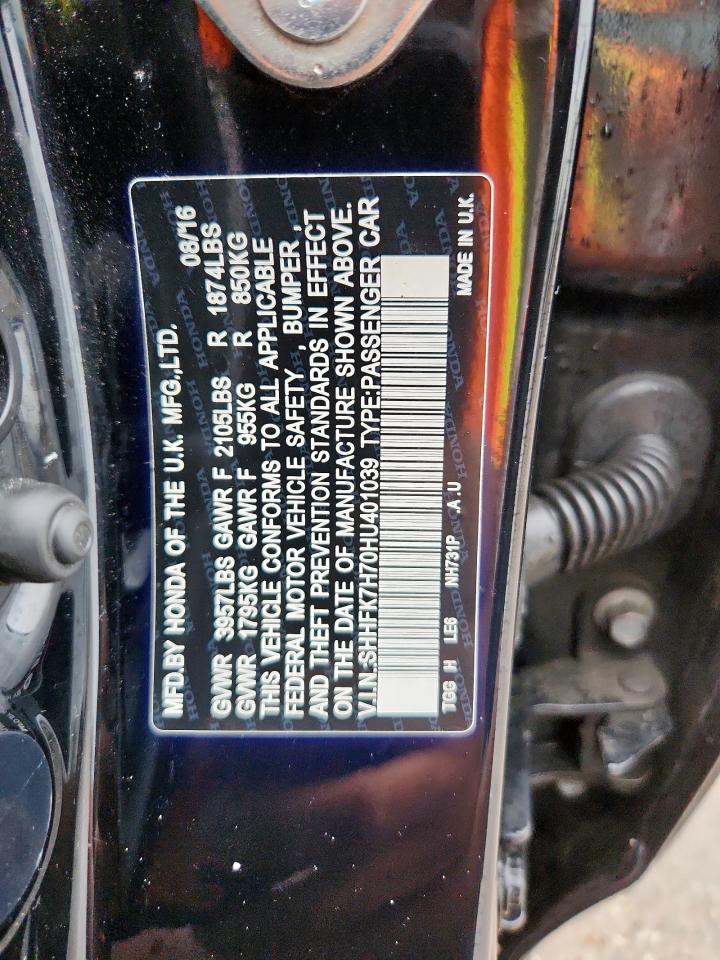 MFD.BY HONDA OF THE U.K. MFG.,LTD. 08/16
GVWR 3957LBS GAWR F 2105LBS R 1874LBS
GVWR 1795KG GAWR F 955KG R 850KG
THIS VEHICLE CONFORMS TO ALL APPLICABLE
FEDERAL MOTOR VEHICLE SAFETY , BUMPER ,
AND THEFT PREVENTION STANDARDS IN EFFECT
ON THE DATE OF MANUFACTURE SHOWN ABOVE.
V.I.N.:SHHFK7H70HU401039 TYPE:PASSENGER CAR
TGG H LE6 NH731P A.U MADE IN U.K.